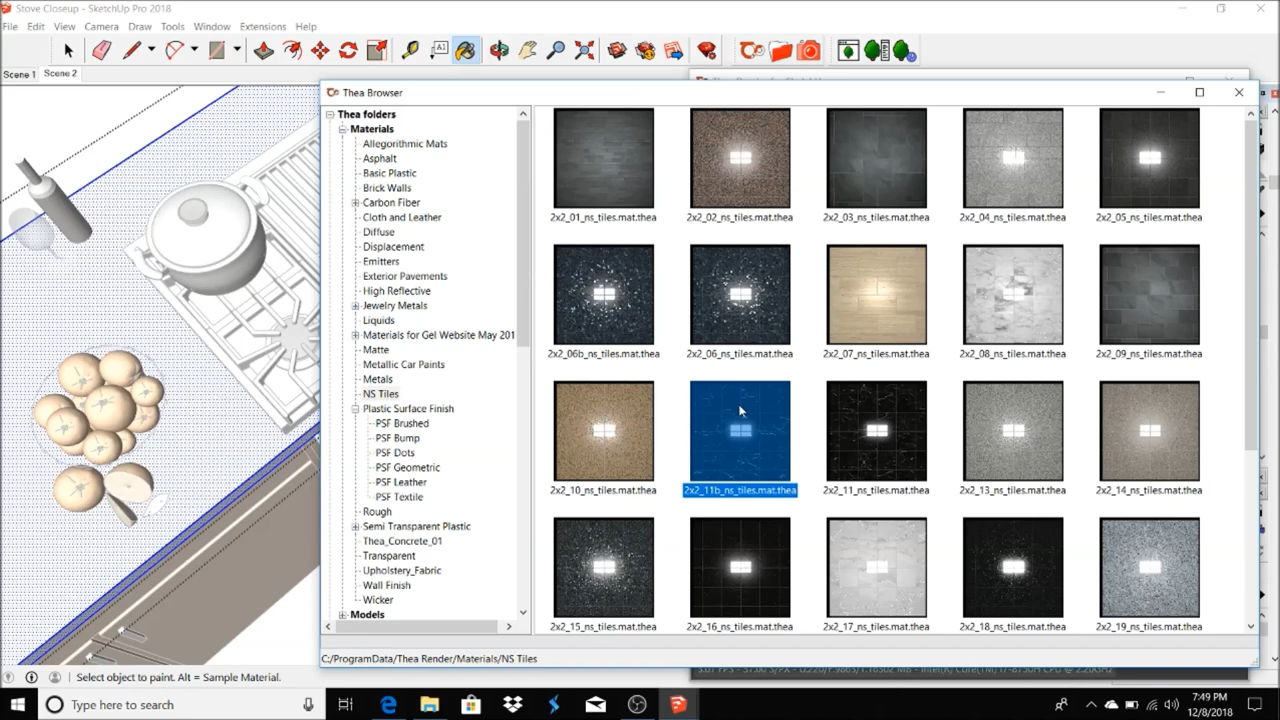 Stove Closeup - SketchUp Pro 2018
File Edit View Camera Draw Tools Window Extensions Help
Scene 1 Scene 2
Thea Browser
Thea folders
Materials
Allegorithmic Mats
Asphalt
Basic Plastic
Brick Walls
Carbon Fiber
Cloth and Leather
Diffuse
Displacement
Emitters
Exterior Pavements
High Reflective
Jewelry Metals
Liquids
Materials for Gel Website May 201
Matte
Metallic Car Paints
Metals
NS Tiles
Plastic Surface Finish
PSF Brushed
PSF Bump
PSF Dots
PSF Geometric
PSF Leather
PSF Textile
Rough
Semi Transparent Plastic
Thea_Concrete_01
Transparent
Upholstery_Fabric
Wall Finish
Wicker
Models
2x2_01_ns_tiles.mat.thea 2x2_02_ns_tiles.mat.thea 2x2_03_ns_tiles.mat.thea 2x2_04_ns_tiles.mat.thea 2x2_05_ns_tiles.mat.thea
2x2_06b_ns_tiles.mat.thea 2x2_06_ns_tiles.mat.thea 2x2_07_ns_tiles.mat.thea 2x2_08_ns_tiles.mat.thea 2x2_09_ns_tiles.mat.thea
2x2_10_ns_tiles.mat.thea 2x2_11b_ns_tiles.mat.thea 2x2_11_ns_tiles.mat.thea 2x2_13_ns_tiles.mat.thea 2x2_14_ns_tiles.mat.thea
2x2_15_ns_tiles.mat.thea 2x2_16_ns_tiles.mat.thea 2x2_17_ns_tiles.mat.thea 2x2_18_ns_tiles.mat.thea 2x2_19_ns_tiles.mat.thea
C:/ProgramData/Thea Render/Materials/NS Tiles
Select object to paint. Alt = Sample Material.
Type here to search
7:49 PM
12/8/2018